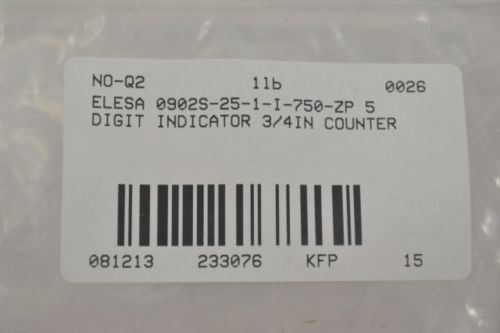 NO-Q2 1lb 0026
ELESA 0902S-25-1-I-750-ZP 5
DIGIT INDICATOR 3/4IN COUNTER
081213 233076 KFP 15